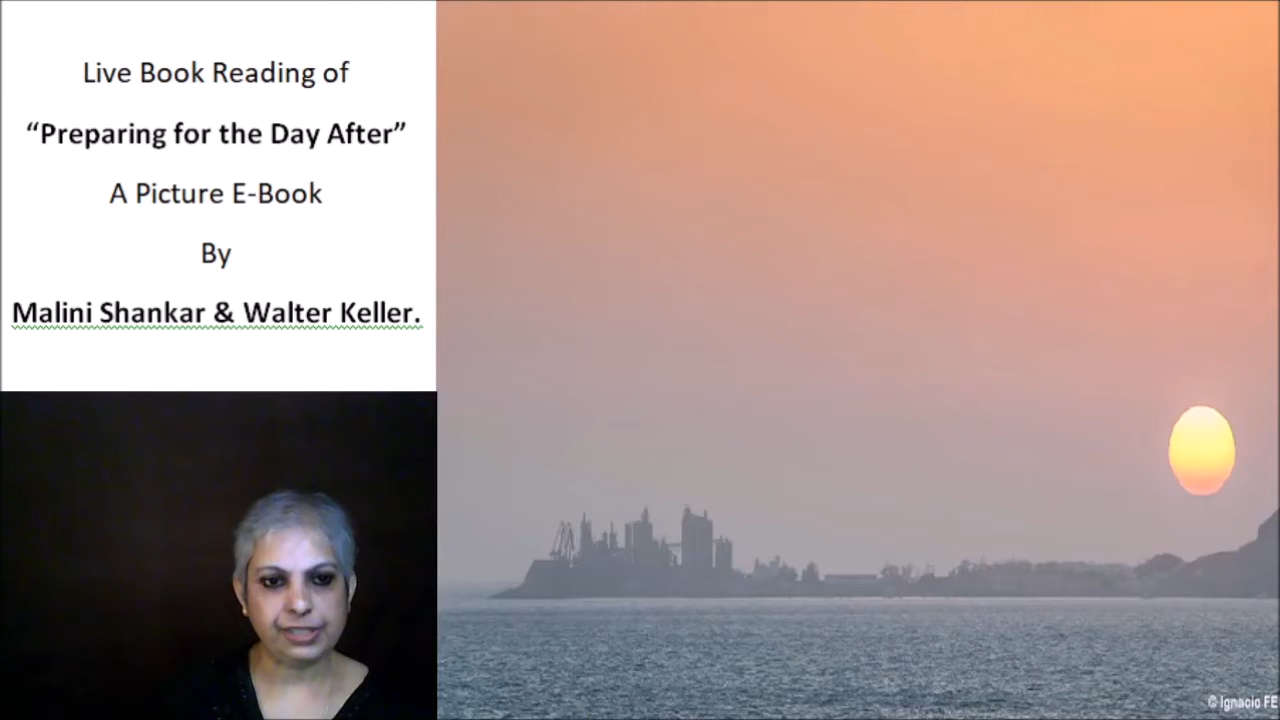 Live Book Reading of
“Preparing for the Day After”
A Picture E-Book
By
Malini Shankar & Walter Keller.
© Ignacio FE